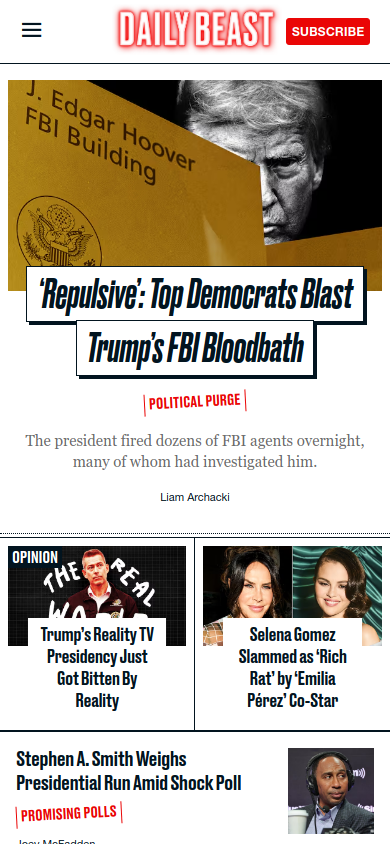 DAILY BEAST
SUBSCRIBE
J. Edgar Hoover
FBI Building
‘Repulsive’: Top Democrats Blast
Trump’s FBI Bloodbath
POLITICAL PURGE
The president fired dozens of FBI agents overnight,
many of whom had investigated him.
Liam Archacki
OPINION
THE REAL
Trump’s Reality TV
Presidency Just
Got Bitten By
Reality
Selena Gomez
Slammed as ‘Rich
Rat’ by ‘Emilia
Pérez’ Co-Star
Stephen A. Smith Weighs
Presidential Run Amid Shock Poll
PROMISING POLLS
Joey McFadden